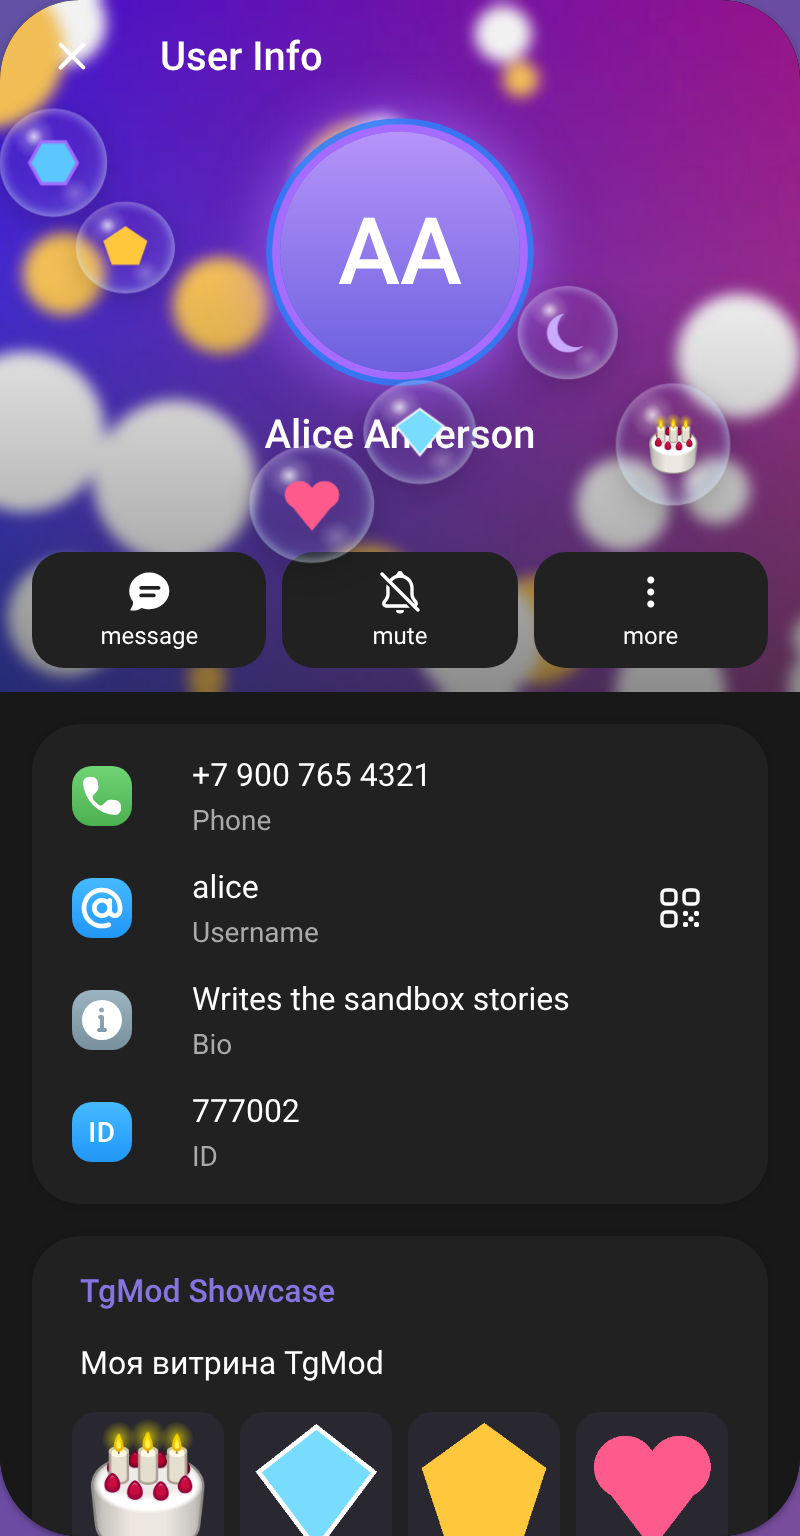 User Info
AA
Alice Anderson
message
mute
more
+7 900 765 4321
Phone
alice
Username
Writes the sandbox stories
Bio
ID
777002
ID
TgMod Showcase
Моя витрина TgMod